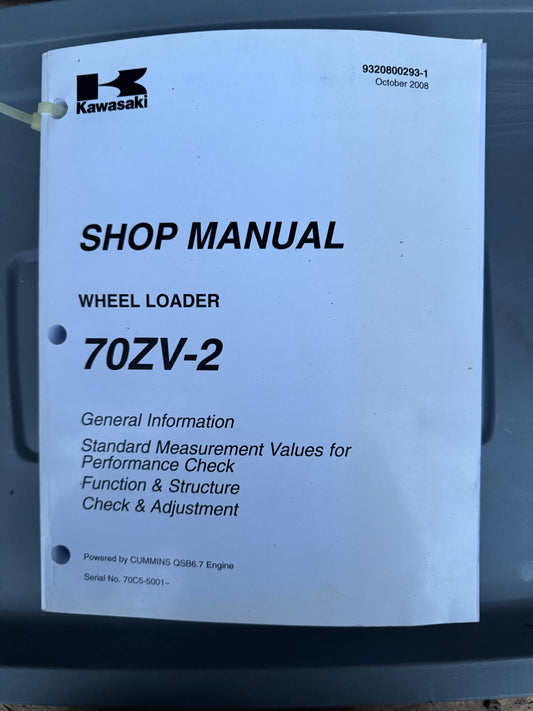 Kawasaki
9320800293-1
October 2008
SHOP MANUAL
WHEEL LOADER
70ZV-2
General Information
Standard Measurement Values for
Performance Check
Function & Structure
Check & Adjustment
Powered by CUMMINS QSB6.7 Engine
Serial No. 70C5-5001~